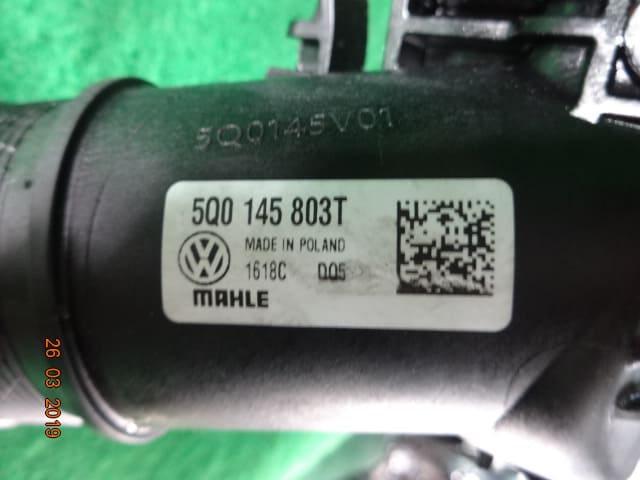 5Q0145V01
5Q0 145 803T
MADE IN POLAND
1618C D05
MAHLE
26 03 2019